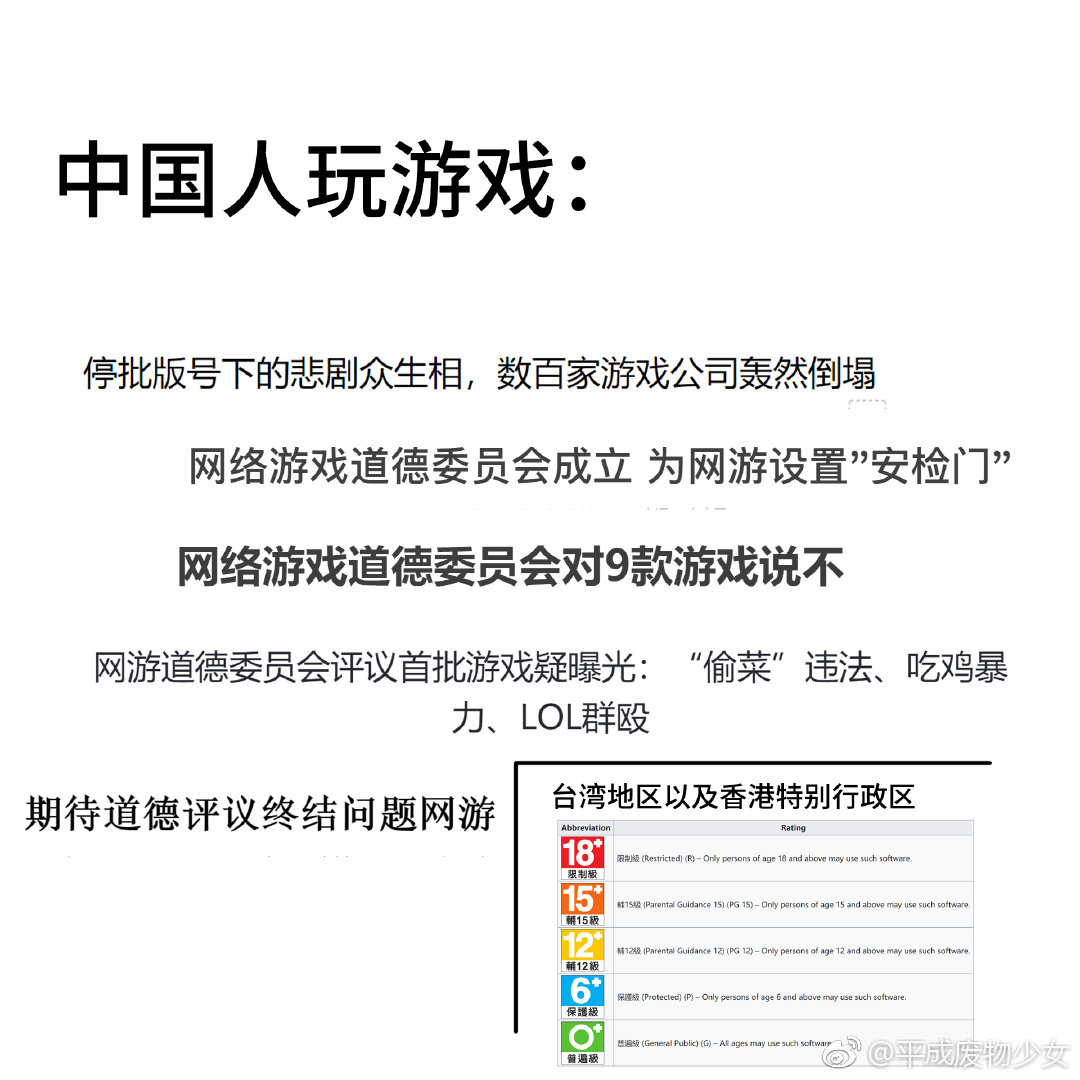 中国人玩游戏：
停批版号下的悲剧众生相，数百家游戏公司轰然倒塌
网络游戏道德委员会成立 为网游设置”安检门”
网络游戏道德委员会对9款游戏说不
网游道德委员会评议首批游戏疑曝光：“偷菜”违法、吃鸡暴
力、LOL群殴
期待道德评议终结问题网游
台湾地区以及香港特别行政区
Abbreviation Rating
18+
限制級
限制級 (Restricted) (R) – Only persons of age 18 and above may use such software.
15+
輔15級
輔15級 (Parental Guidance 15) (PG 15) – Only persons of age 15 and above may use such software.
12+
輔12級
輔12級 (Parental Guidance 12) (PG 12) – Only persons of age 12 and above may use such software.
6+
保護級
保護級 (Protected) (P) – Only persons of age 6 and above may use such software.
0+
普遍級
普遍級 (General Public) (G) – All ages may use such software
@平成废物少女